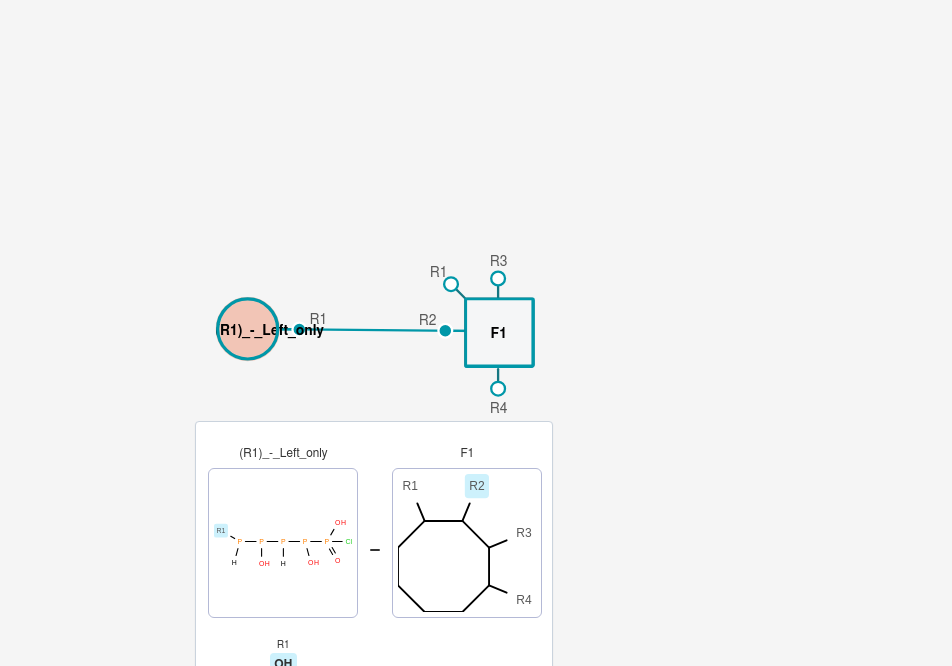 R3
R1
R1
R2
R1)_-_Left_only
F1
R4
(R1)_-_Left_only
F1
R1
R2
R1
OH
P
P
P
P
P
Cl
H
OH
H
OH
O
–
R3
R4
R1
OH